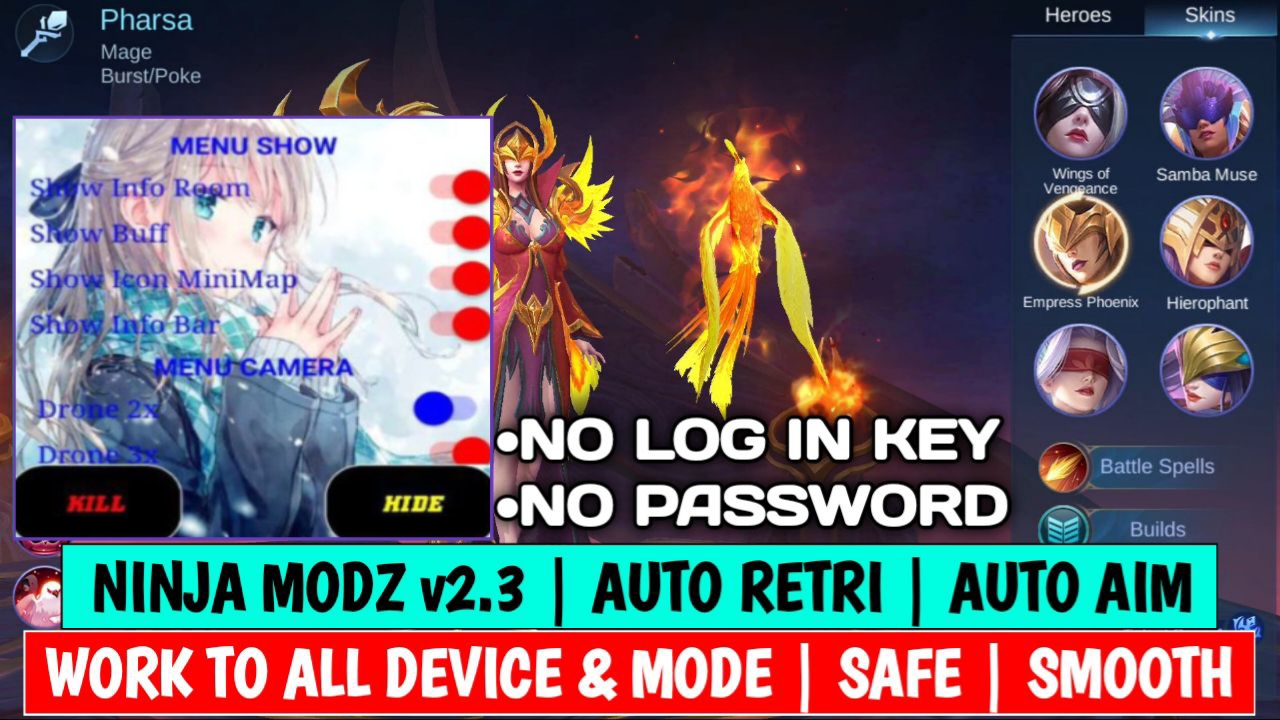 Pharsa
Mage
Burst/Poke
Heroes
Skins
MENU SHOW
Show Info Room
Show Buff
Show Icon MiniMap
Show Info Bar
MENU CAMERA
Drone 2x
Drone 3x
KILL
HIDE
Wings of
Vengeance
Samba Muse
Empress Phoenix
Hierophant
Battle Spells
Builds
•NO LOG IN KEY
•NO PASSWORD
NINJA MODZ v2.3 | AUTO RETRI | AUTO AIM
WORK TO ALL DEVICE & MODE | SAFE | SMOOTH